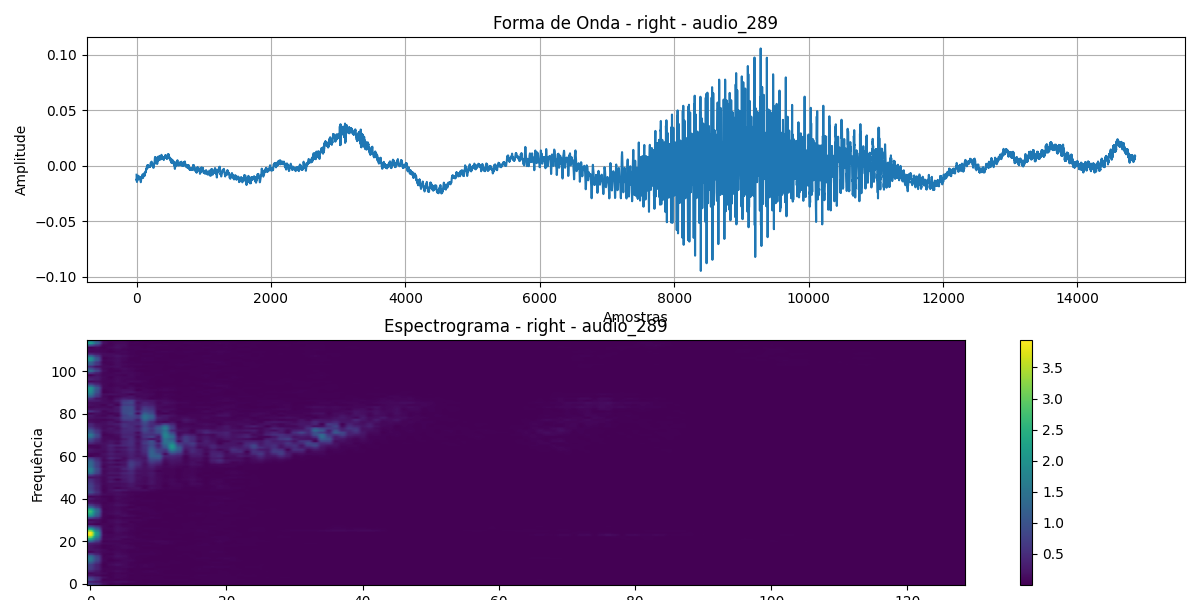 Forma de Onda - right - audio_289
0.10
0.05
0.00
−0.05
−0.10
Amplitude
0 2000 4000 6000 8000 10000 12000 14000
Amostras
Espectrograma - right - audio_289
100
80
60
40
20
0
Frequência
0 20 40 60 80 100 120
3.5
3.0
2.5
2.0
1.5
1.0
0.5